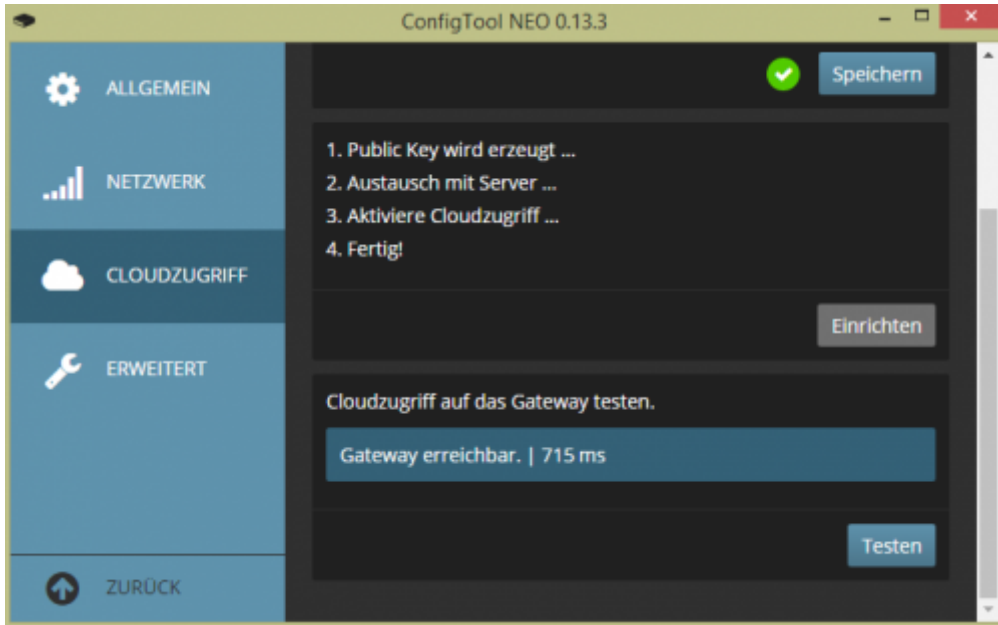 ConfigTool NEO 0.13.3
ALLGEMEIN
NETZWERK
CLOUDZUGRIFF
ERWEITERT
ZURÜCK
Speichern
1. Public Key wird erzeugt ...
2. Austausch mit Server ...
3. Aktiviere Cloudzugriff ...
4. Fertig!
Einrichten
Cloudzugriff auf das Gateway testen.
Gateway erreichbar. | 715 ms
Testen